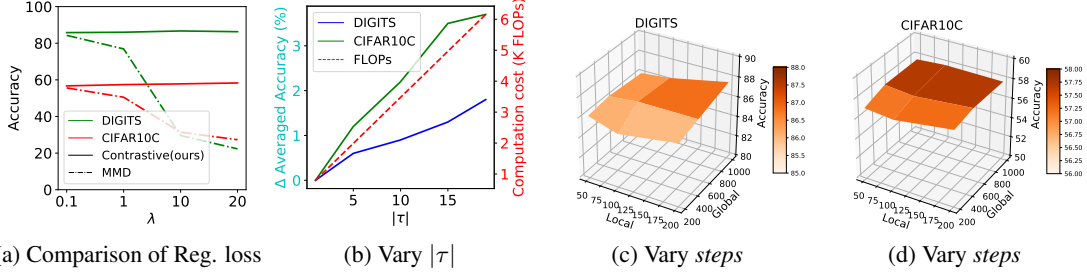 100
80
60
40
20
0
Accuracy
0.1
1
10
20
λ
DIGITS
CIFAR10C
Contrastive(ours)
MMD
a) Comparison of Reg. loss
Δ Averaged Accuracy (%)
3
2
1
0
5
10
15
|τ|
DIGITS
CIFAR10C
FLOPs
6
5
4
3
2
1
Computation cost (K FLOPs)
(b) Vary |τ|
DIGITS
90
88
86
84
82
80
Accuracy
50 75 100 125 150 175 200
Local
200 400 600 800 1000
Global
88.0
87.5
87.0
86.5
86.0
85.5
85.0
(c) Vary steps
CIFAR10C
60
58
56
54
52
50
Accuracy
50 75 100 125 150 175 200
Local
200 400 600 800 1000
Global
58.00
57.75
57.50
57.25
57.00
56.75
56.50
56.25
56.00
(d) Vary steps